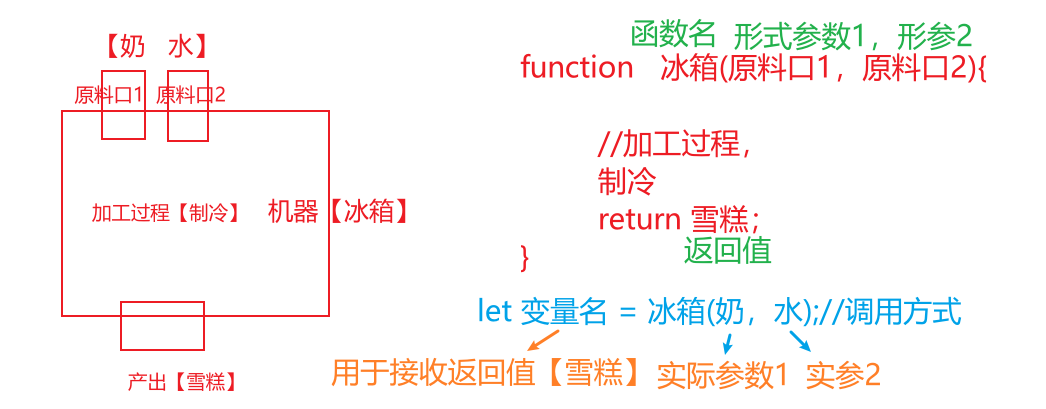 【奶 水】
原料口1 原料口2
加工过程【制冷】
机器【冰箱】
产出【雪糕】
函数名 形式参数1，形参2
function 冰箱(原料口1，原料口2){
//加工过程，
制冷
return 雪糕；
返回值
}
let 变量名 = 冰箱(奶，水);//调用方式
用于接收返回值【雪糕】 实际参数1 实参2